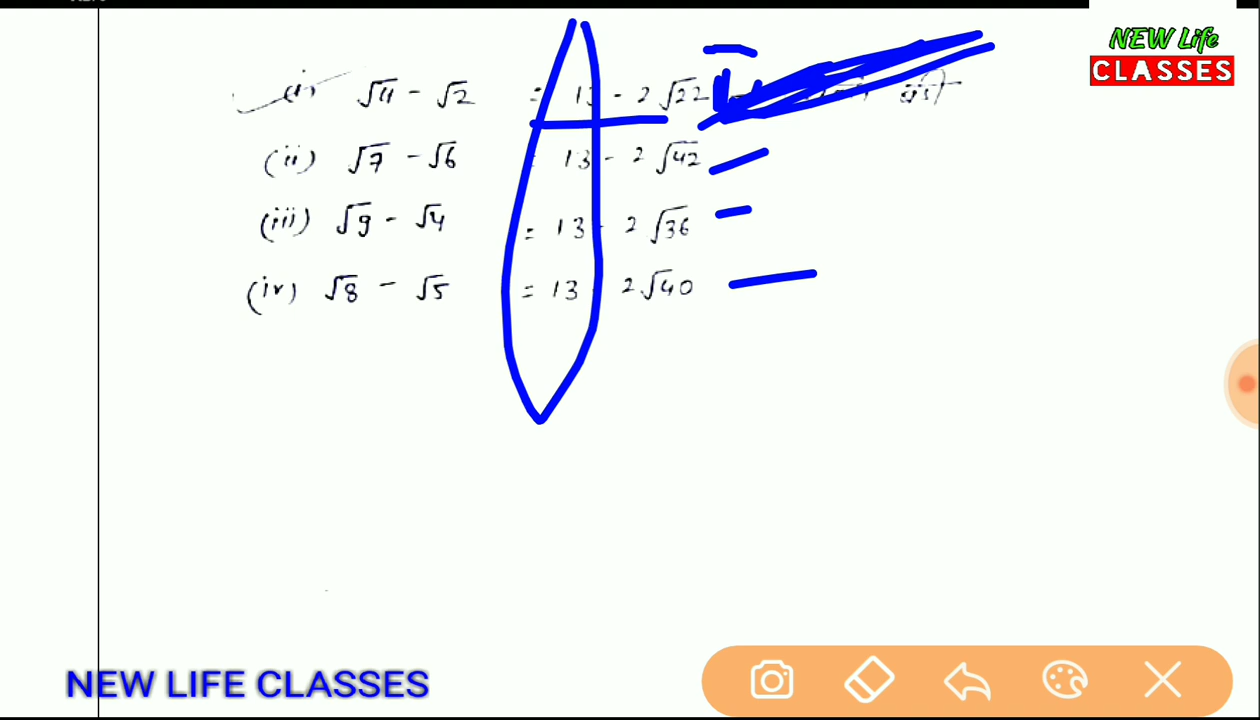 NEW Life
CLASSES
(i) √11 - √2 = 13 - 2√22
(ii) √7 - √6 = 13 - 2√42
(iii) √9 - √4 = 13 - 2√36
(iv) √8 - √5 = 13 2√40
NEW LIFE CLASSES